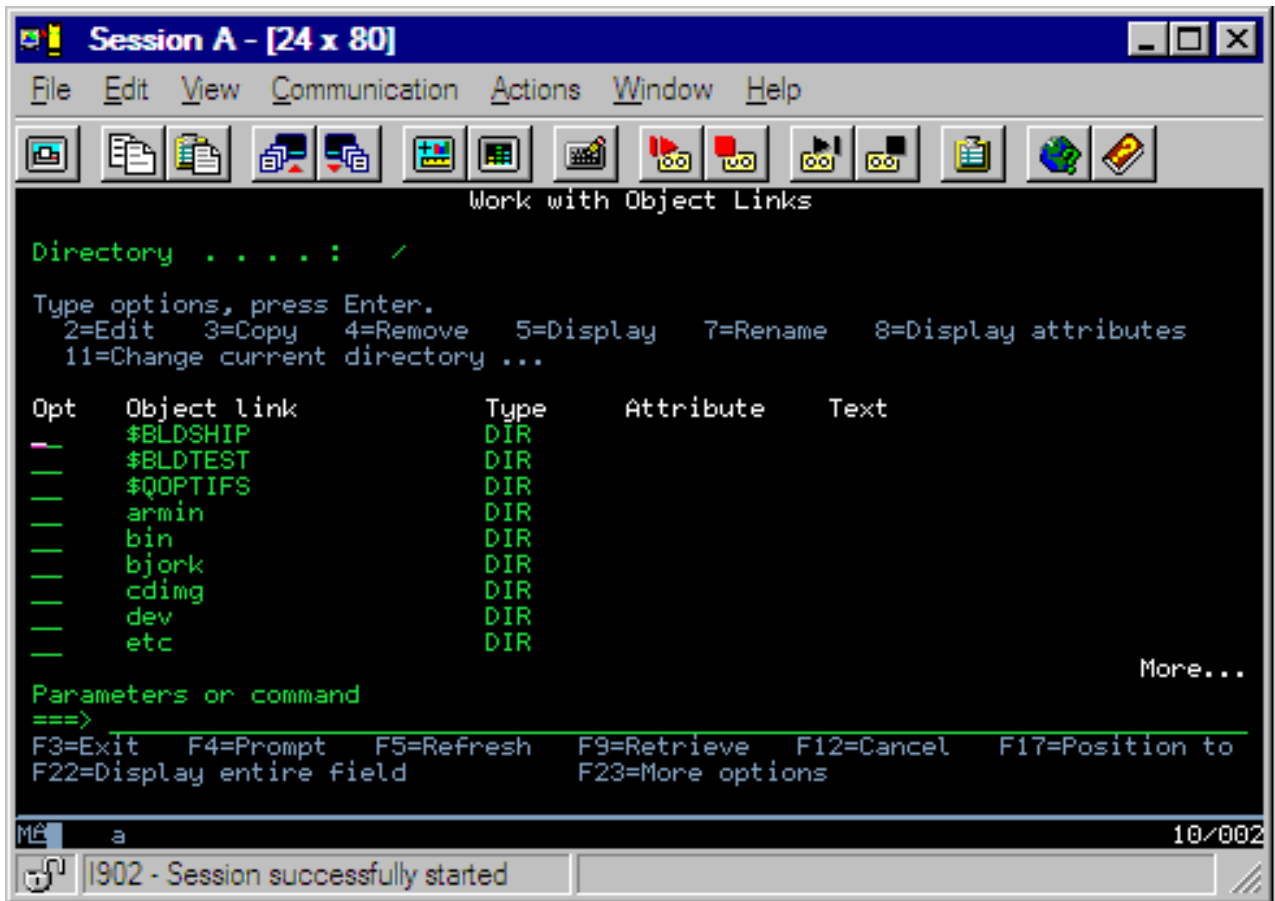 Session A - [24 x 80]
File Edit View Communication Actions Window Help
Work with Object Links
Directory . . . . : /
Type options, press Enter.
2=Edit 3=Copy 4=Remove 5=Display 7=Rename 8=Display attributes
11=Change current directory ...
Opt Object link Type Attribute Text
$BLDSHIP DIR
$BLDTEST DIR
$QOPTIFS DIR
armin DIR
bin DIR
bjork DIR
cdimg DIR
dev DIR
etc DIR
More...
Parameters or command
===>
F3=Exit F4=Prompt F5=Refresh F9=Retrieve F12=Cancel F17=Position to
F22=Display entire field F23=More options
a 10/002
I902 - Session successfully started